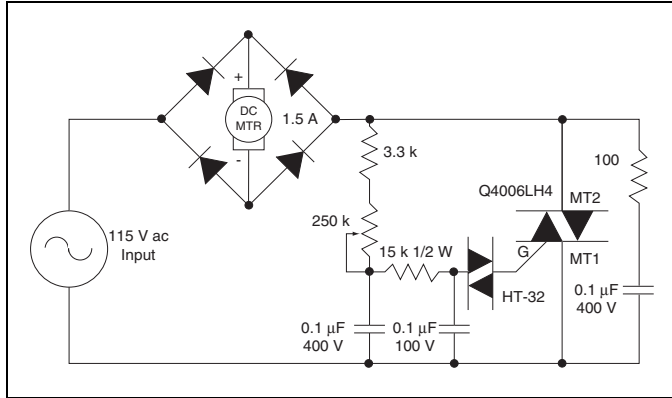 +
DC
MTR
-
1.5 A
3.3 k
100
Q4006LH4
MT2
250 k
15 k 1/2 W
G
MT1
115 V ac
Input
HT-32
0.1 μF
400 V
0.1 μF
100 V
0.1 μF
400 V